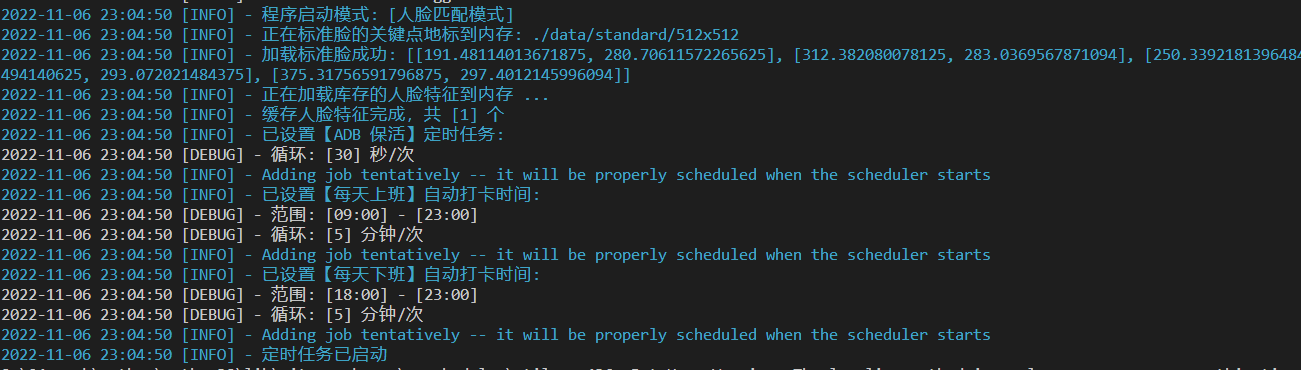 2022-11-06 23:04:50 [INFO] - 程序启动模式: [人脸匹配模式]
2022-11-06 23:04:50 [INFO] - 正在标准脸的关键点地标到内存: ./data/standard/512x512
2022-11-06 23:04:50 [INFO] - 加载标准脸成功: [[191.48114013671875, 280.70611572265625], [312.382080078125, 283.0369567871094], [250.3392181396484
494140625, 293.072021484375], [375.31756591796875, 297.4012145996094]]
2022-11-06 23:04:50 [INFO] - 正在加载库存的人脸特征到内存 ...
2022-11-06 23:04:50 [INFO] - 缓存人脸特征完成, 共 [1] 个
2022-11-06 23:04:50 [INFO] - 已设置【ADB 保活】定时任务:
2022-11-06 23:04:50 [DEBUG] - 循环: [30] 秒/次
2022-11-06 23:04:50 [INFO] - Adding job tentatively -- it will be properly scheduled when the scheduler starts
2022-11-06 23:04:50 [INFO] - 已设置【每天上班】自动打卡时间:
2022-11-06 23:04:50 [DEBUG] - 范围: [09:00] - [23:00]
2022-11-06 23:04:50 [DEBUG] - 循环: [5] 分钟/次
2022-11-06 23:04:50 [INFO] - Adding job tentatively -- it will be properly scheduled when the scheduler starts
2022-11-06 23:04:50 [INFO] - 已设置【每天下班】自动打卡时间:
2022-11-06 23:04:50 [DEBUG] - 范围: [18:00] - [23:00]
2022-11-06 23:04:50 [DEBUG] - 循环: [5] 分钟/次
2022-11-06 23:04:50 [INFO] - Adding job tentatively -- it will be properly scheduled when the scheduler starts
2022-11-06 23:04:50 [INFO] - 定时任务已启动